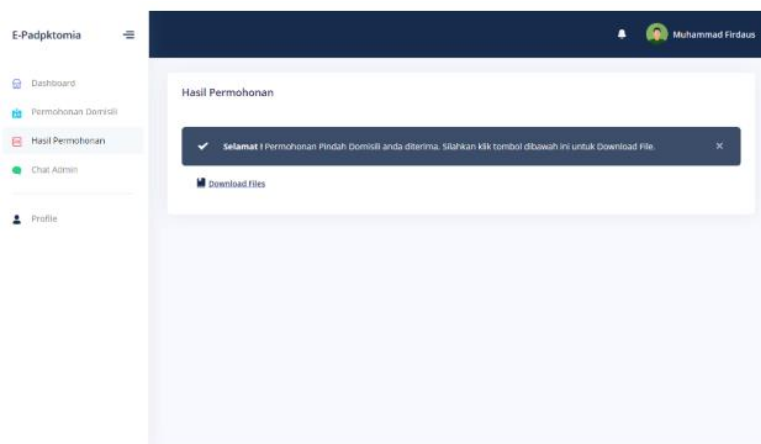 E-Padpktomia
Muhammad Firdaus
Dashboard
Permohonan Domisili
Hasil Permohonan
Chat Admin
Profile
Hasil Permohonan
Selamat ! Permohonan Pindah Domisili anda diterima. Silahkan klik tombol dibawah ini untuk Download File.
Download Files